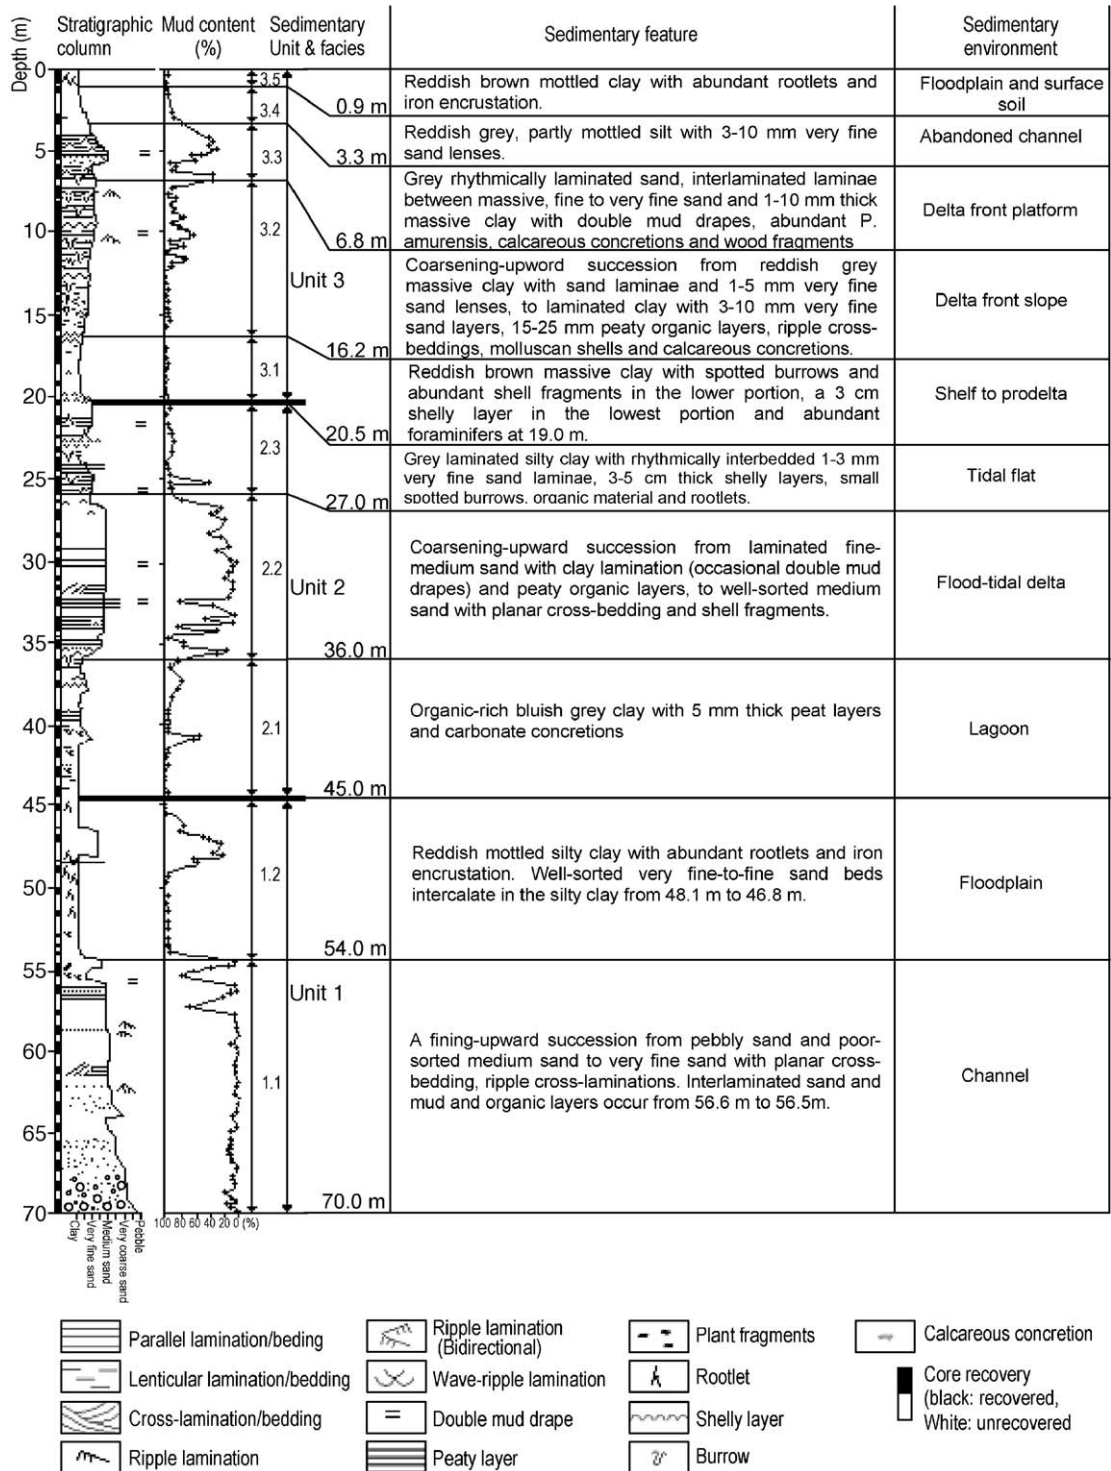 Depth (m)
Stratigraphic
column
Mud content
(%)
Sedimentary
Unit & facies
Sedimentary feature
Sedimentary
environment
0
5
10
15
20
25
30
35
40
45
50
55
60
65
70
3.5
0.9 m
Reddish brown mottled clay with abundant rootlets and
iron encrustation.
Floodplain and surface
soil
3.4
3.3 m
Reddish grey, partly mottled silt with 3-10 mm very fine
sand lenses.
Abandoned channel
3.3
6.8 m
Grey rhythmically laminated sand, interlaminated laminae
between massive, fine to very fine sand and 1-10 mm thick
massive clay with double mud drapes, abundant P.
amurensis, calcareous concretions and wood fragments
Delta front platform
3.2
Unit 3
16.2 m
Coarsening-upword succession from reddish grey
massive clay with sand laminae and 1-5 mm very fine
sand lenses, to laminated clay with 3-10 mm very fine
sand layers, 15-25 mm peaty organic layers, ripple cross-
beddings, molluscan shells and calcareous concretions.
Delta front slope
3.1
20.5 m
Reddish brown massive clay with spotted burrows and
abundant shell fragments in the lower portion, a 3 cm
shelly layer in the lowest portion and abundant
foraminifers at 19.0 m.
Shelf to prodelta
2.3
27.0 m
Grey laminated silty clay with rhythmically interbedded 1-3 mm
very fine sand laminae, 3-5 cm thick shelly layers, small
spotted burrows, organic material and rootlets.
Tidal flat
2.2
Unit 2
36.0 m
Coarsening-upward succession from laminated fine-
medium sand with clay lamination (occasional double mud
drapes) and peaty organic layers, to well-sorted medium
sand with planar cross-bedding and shell fragments.
Flood-tidal delta
2.1
45.0 m
Organic-rich bluish grey clay with 5 mm thick peat layers
and carbonate concretions
Lagoon
1.2
54.0 m
Reddish mottled silty clay with abundant rootlets and iron
encrustation. Well-sorted very fine-to-fine sand beds
intercalate in the silty clay from 48.1 m to 46.8 m.
Floodplain
Unit 1
1.1
70.0 m
A fining-upward succession from pebbly sand and poor-
sorted medium sand to very fine sand with planar cross-
bedding, ripple cross-laminations. Interlaminated sand and
mud and organic layers occur from 56.6 m to 56.5m.
Channel
100 80 60 40 20 0 (%)
Clay
Very fine sand
Medium sand
Very coarse sand
Pebble
Parallel lamination/beding
Lenticular lamination/bedding
Cross-lamination/bedding
Ripple lamination
Ripple lamination
(Bidirectional)
Wave-ripple lamination
Double mud drape
Peaty layer
Plant fragments
Rootlet
Shelly layer
Burrow
Calcareous concretion
Core recovery
(black: recovered,
White: unrecovered